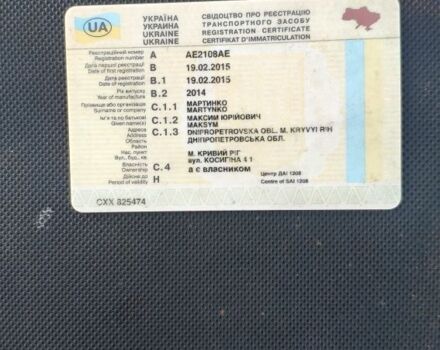 UA
УКРАЇНА
УКРАИНА
UKRAINE
UKRAINE
СВІДОЦТВО ПРО РЕЄСТРАЦІЮ
ТРАНСПОРТНОГО ЗАСОБУ
REGISTRATION CERTIFICATE
CERTIFICAT D'IMMATRICULATION
Реєстраційний номер
Registration number
A AE2108AE
Дата першої реєстрації
Date of first registration
B 19.02.2015
Дата реєстрації
Date of registration
B.1 19.02.2015
Рік випуску
Year of manufacture
B.2 2014
Прізвище або організація
Surname or company
C.1.1 МАРТИНКО
MARTYNKO
Ім'я та по батькові
Given name(s)
C.1.2 МАКСИМ ЮРІЙОВИЧ
MAKSYM
Адреса
Address
C.1.3 DNIPROPETROVSKA OBL. M. KRYVYI RIH
ДНІПРОПЕТРОВСЬКА ОБЛ.
Область
Район
Нас. пункт
Вул., буд., кв.
М. КРИВИЙ РІГ
вул. КОСИГІНА
Власність
Ownership
C.4 а є власником
Дійсне до
Period of validity
H
Центр ДАІ 1208
Centre of SAI 1208
CXX 825474